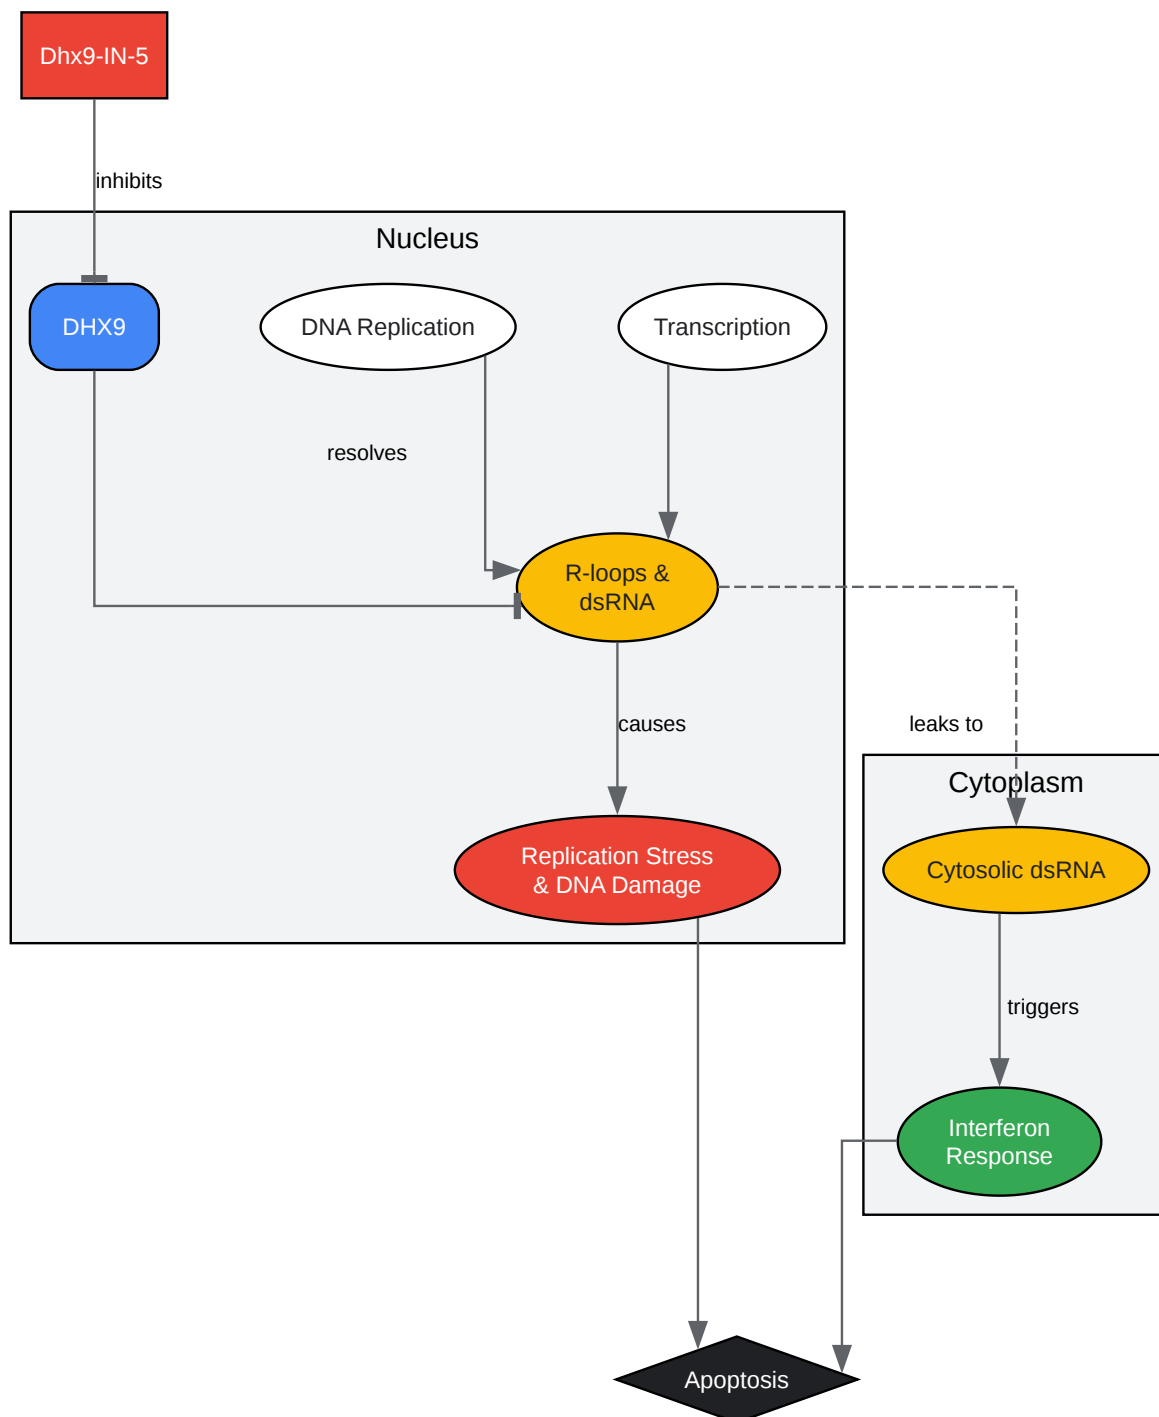 Dhx9-IN-5
inhibits
Nucleus
DHX9
DNA Replication
Transcription
resolves
R-loops &
dsRNA
causes
leaks to
Cytoplasm
Replication Stress
& DNA Damage
Cytosolic dsRNA
triggers
Interferon
Response
Apoptosis